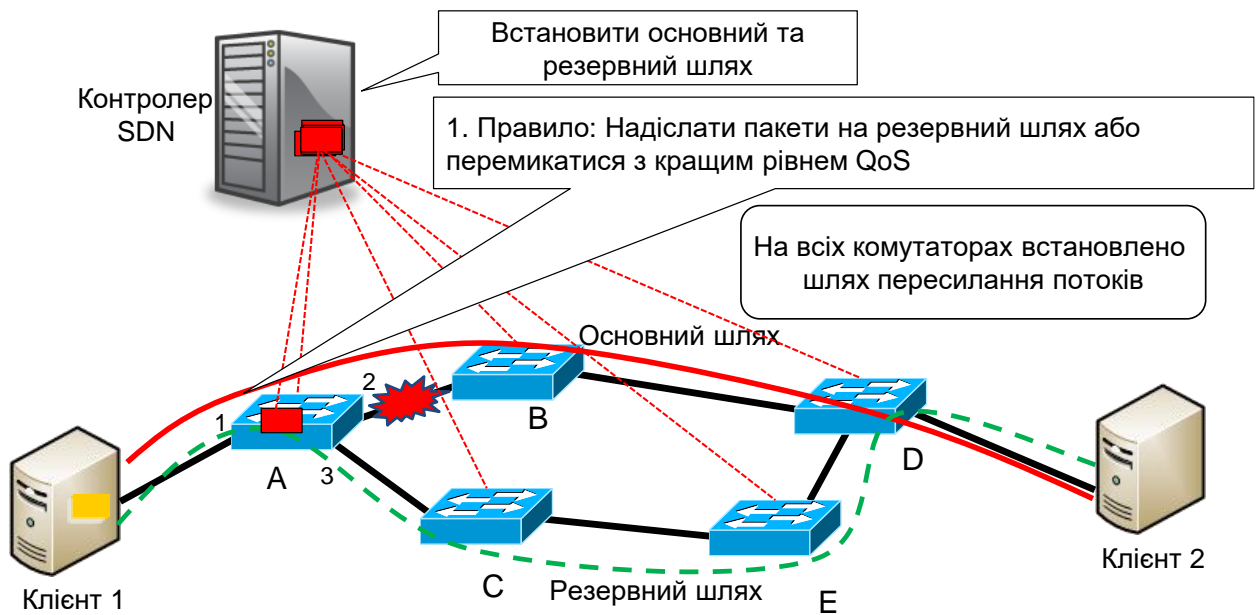 Встановити основний та
резервний шлях
Контролер
SDN
1. Правило: Надіслати пакети на резервний шлях або
перемикатися з кращим рівнем QoS
На всіх комутаторах встановлено
шлях пересилання потоків
Основний шлях
2
1
B
A
3
D
C
Резервний шлях
E
Клієнт 1
Клієнт 2